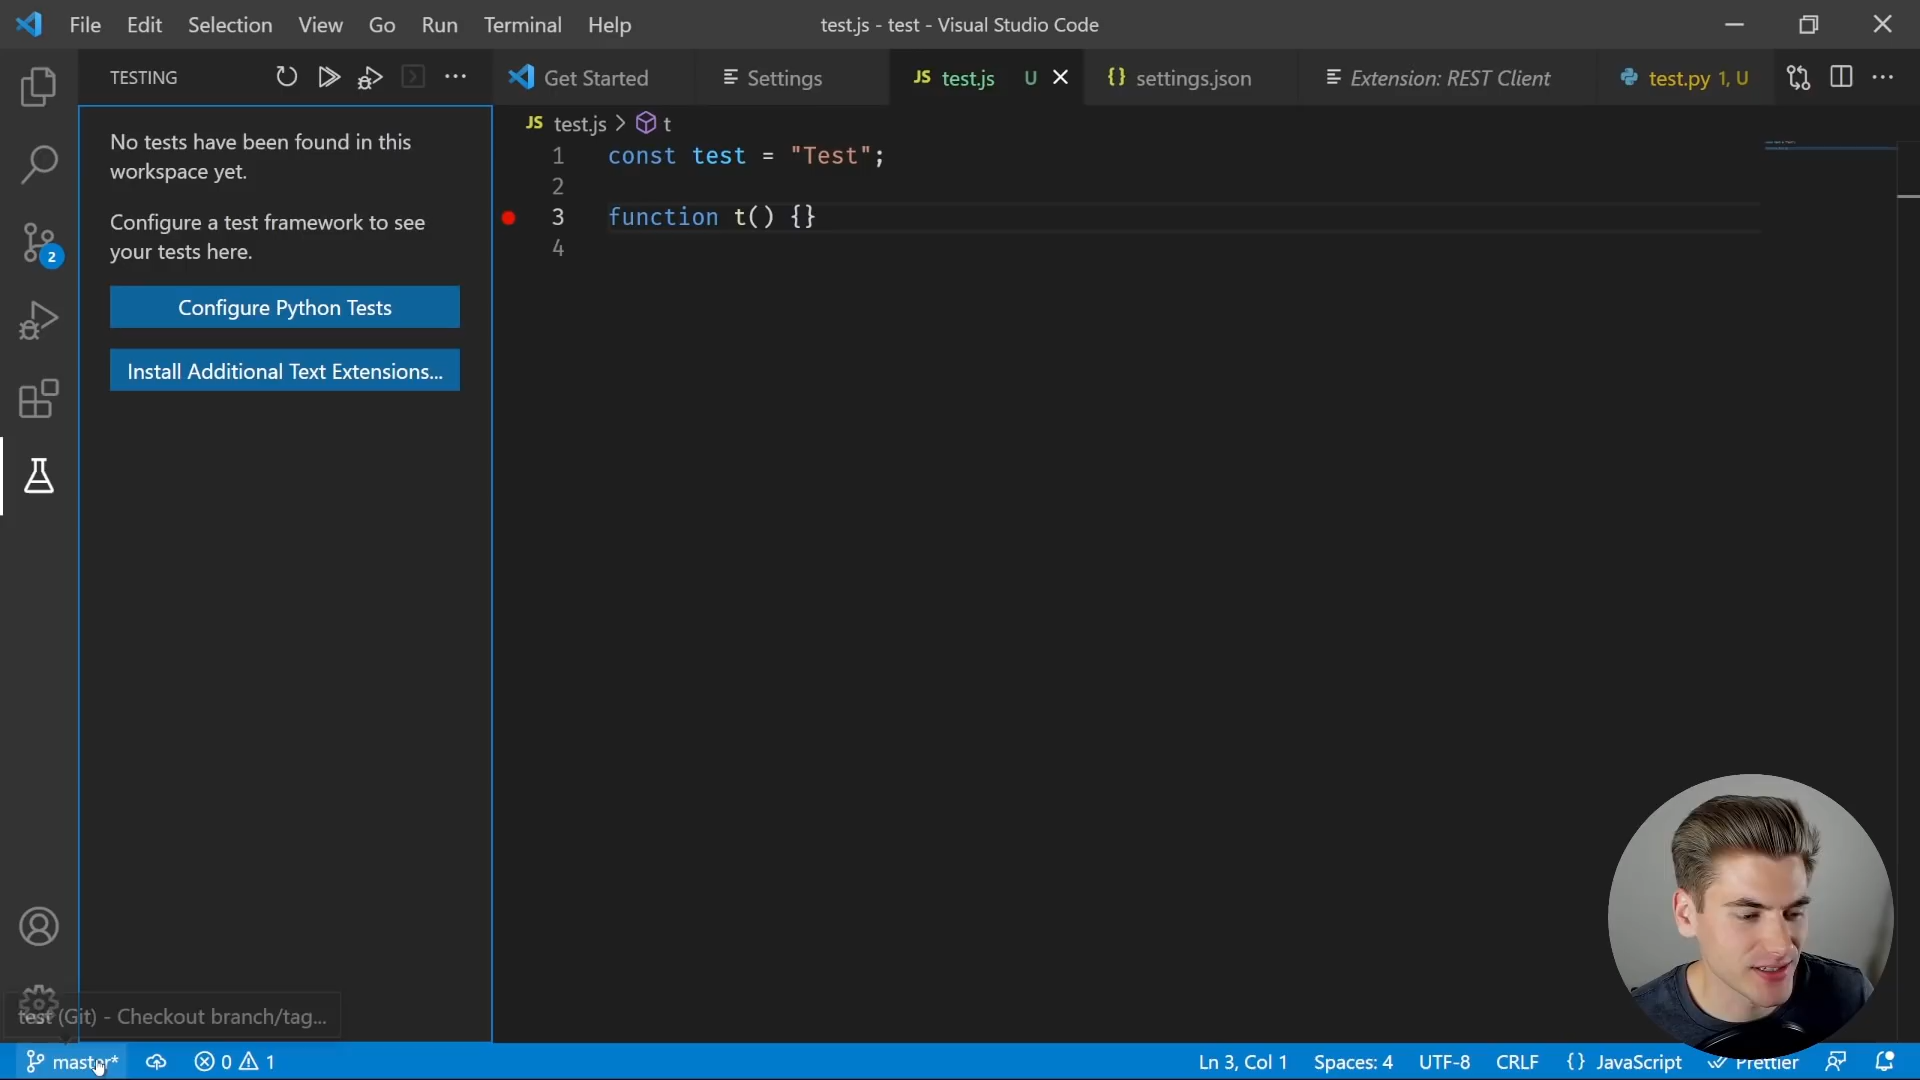 File Edit Selection View Go Run Terminal Help
test.js - test - Visual Studio Code
TESTING
Get Started
Settings
JS test.js U
{} settings.json
Extension: REST Client
test.py 1, U
No tests have been found in this
workspace yet.
Configure a test framework to see
your tests here.
Configure Python Tests
Install Additional Text Extensions...
JS test.js > t
1 const test = "Test";
2
3 function t() {}
4
2
test (Git) - Checkout branch/tag...
master* 0 1
Ln 3, Col 1 Spaces: 4 UTF-8 CRLF {} JavaScript Prettier